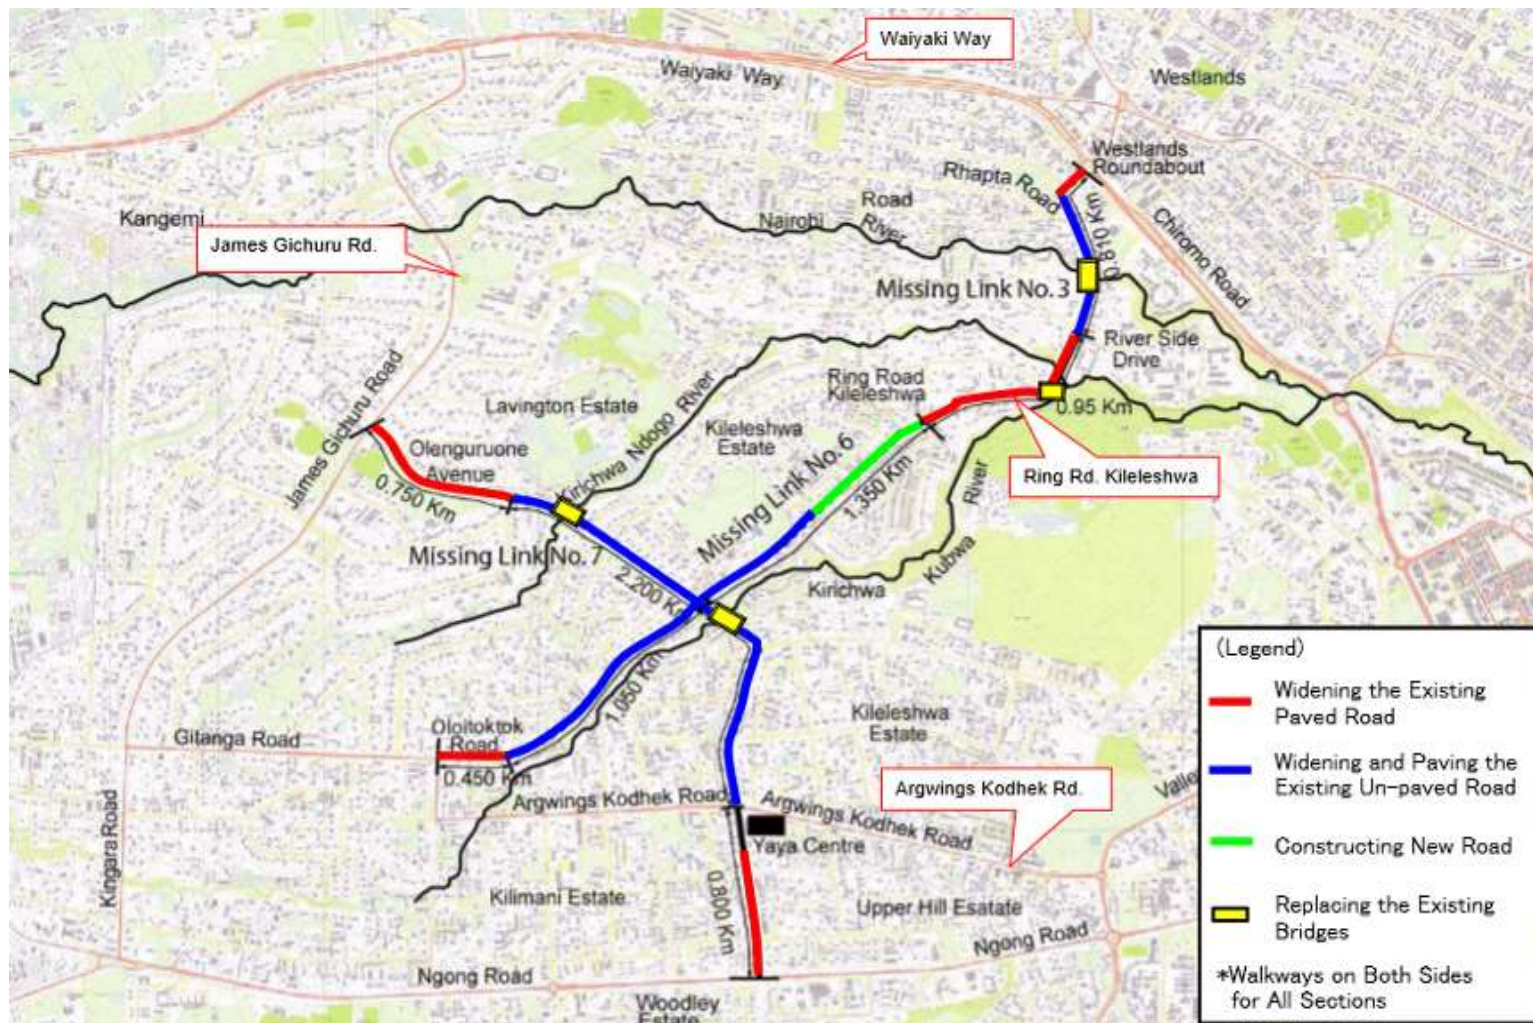 Waiyaki Way
Waiyaki Way
Westlands
Westlands
Roundabout
Rhapta Road
Road
Nairobi
River
0.810 Km
Chiromo Road
Kangemi
James Gichuru Rd.
Missing Link No.3
River Side
Drive
Ring Road
Kileleshwa
0.95 Km
James Gichuru Road
Lavington Estate
Kirichwa Ndogo River
Kileleshwa
Estate
Olenguruone
Avenue
0.750 Km
Missing Link No.6
1.350 Km
Ring Rd. Kileleshwa
River
Kubwa
Kirichwa
Missing Link No.7
2.200 Km
1.050 Km
Gitanga Road
Oloitoktok
Road
0.450 Km
Kileleshwa
Estate
Argwings Kodhek Road
Argwings Kodhek Road
Argwings Kodhek Rd.
Yaya Centre
0.800 Km
Kingara Road
Kilimani Estate
Upper Hill Esatate
Ngong Road
Ngong Road
Woodley
Estate
(Legend)
Widening the Existing
Paved Road
Widening and Paving the
Existing Un-paved Road
Constructing New Road
Replacing the Existing
Bridges
*Walkways on Both Sides
for All Sections